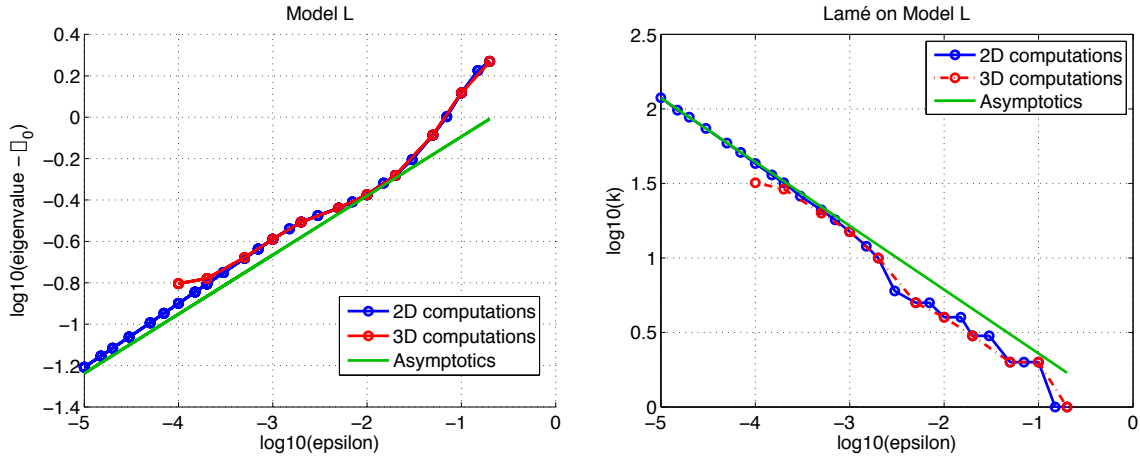 Model L
0.4
0.2
0
−0.2
−0.4
−0.6
−0.8
−1
−1.2
−1.4
−5
−4
−3
−2
−1
0
log10(epsilon)
log10(eigenvalue − □0)
2D computations
3D computations
Asymptotics
Lamé on Model L
2.5
2
1.5
1
0.5
0
−5
−4
−3
−2
−1
0
log10(epsilon)
log10(k)
2D computations
3D computations
Asymptotics